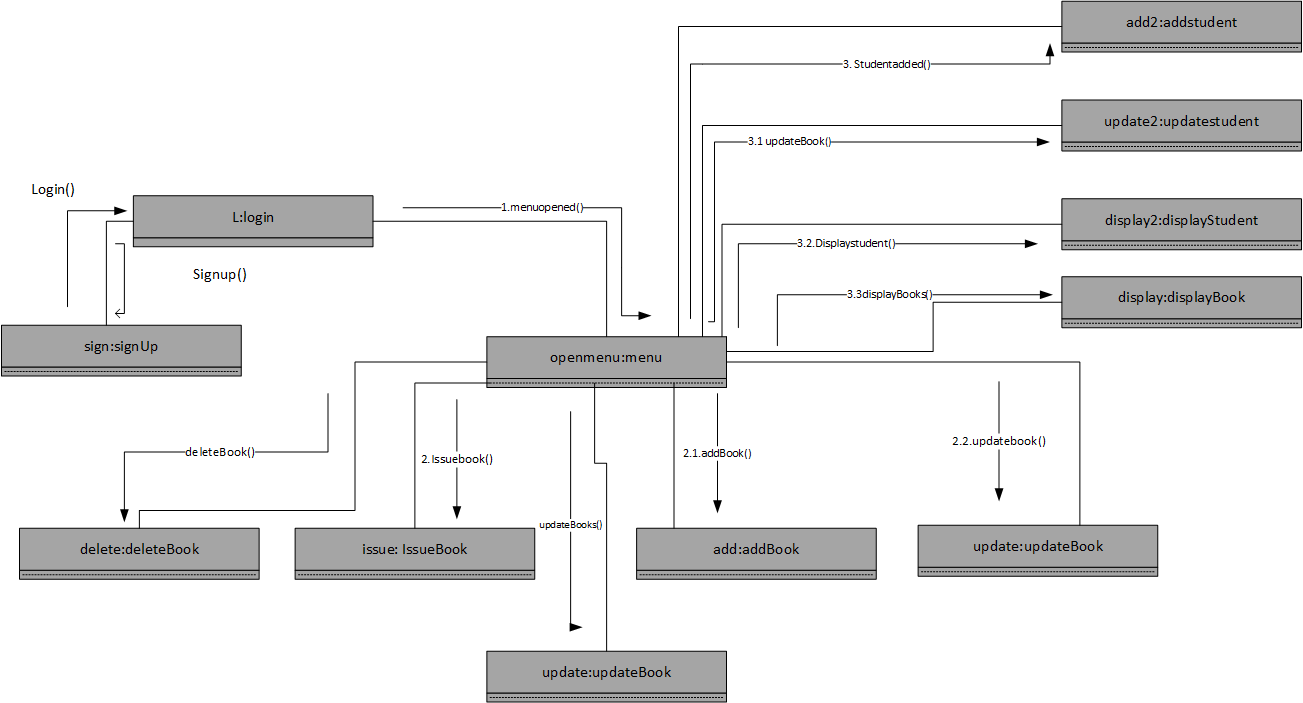 add2:addstudent
3. Studentadded()
update2:updatestudent
3.1 updateBook()
Login()
L:login
1.menuopened()
display2:displayStudent
3.2.Displaystudent()
Signup()
display:displayBook
3.3displayBooks()
sign:signUp
openmenu:menu
deleteBook()
2.Issuebook()
2.1.addBook()
2.2.updatebook()
updateBooks()
delete:deleteBook
issue: IssueBook
add:addBook
update:updateBook
update:updateBook